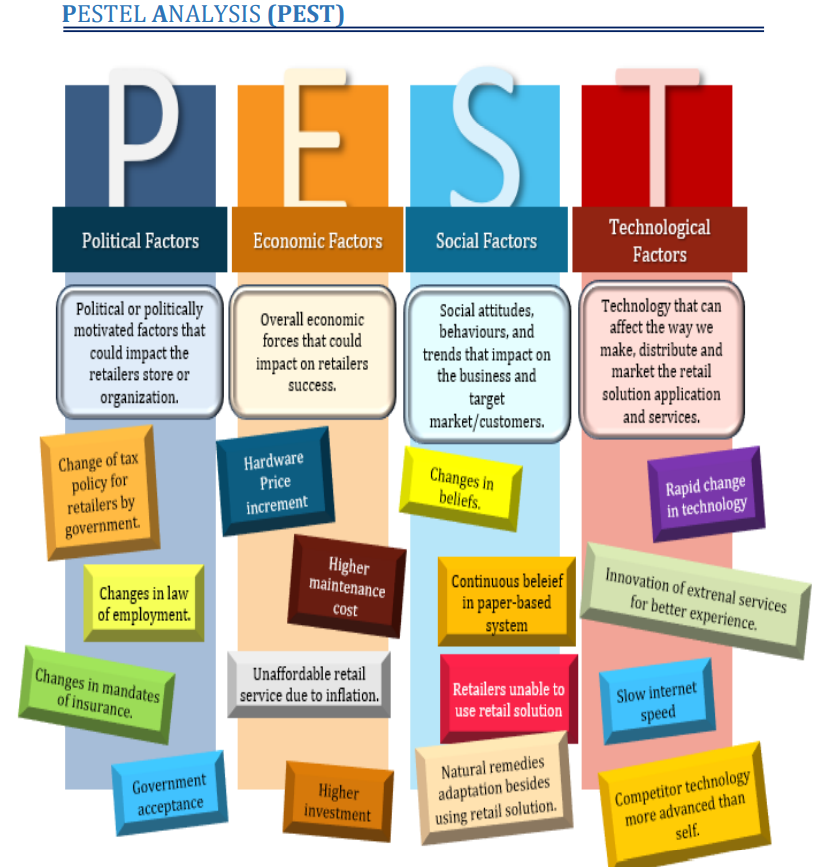 PESTEL ANALYSIS (PEST)
P
E
S
T
Political Factors
Economic Factors
Social Factors
Technological
Factors
Political or politically
motivated factors that
could impact the
retailers store or
organization.
Overall economic
forces that could
impact on retailers
success.
Social attitudes,
behaviours, and
trends that impact on
the business and
target
market/customers.
Technology that can
affect the way we
make, distribute and
market the retail
solution application
and services.
Change of tax
policy for
retailers by
government.
Changes in law
of employment.
Changes in mandates
of insurance.
Government
acceptance
Hardware
Price
increment
Higher
maintenance
cost
Unaffordable retail
service due to inflation.
Higher
investment
Changes in
beliefs.
Continuous beleief
in paper-based
system
Retailers unable to
use retail solution
Natural remedies
adaptation besides
using retail solution.
Rapid change
in technology
Innovation of extrenal services
for better experience.
Slow internet
speed
Competitor technology
more advanced than
self.